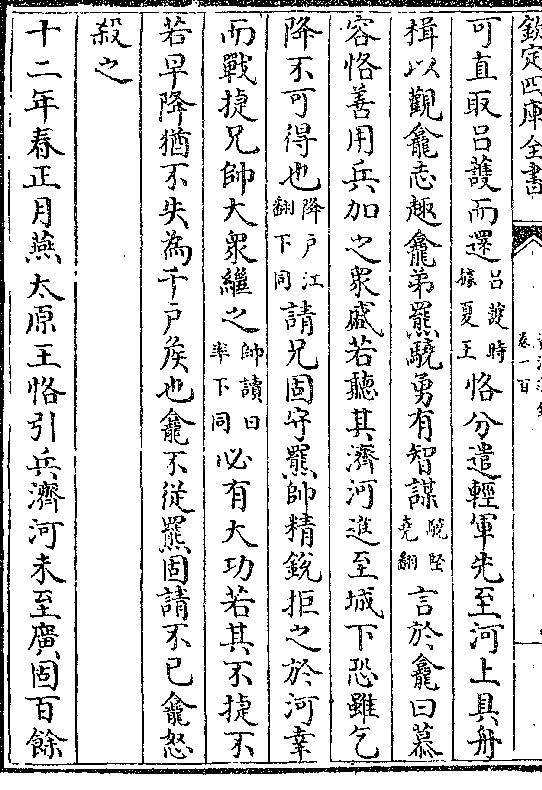 欽定四庫全書
卷一百
可直取呂䕶而還呂䕶時據夏王恪分遣輕軍先至河上具舟
楫以觀龕志趣龕弟羆驍勇有智謀驍堅堯翻言於龕曰慕
容恪善用兵加之衆盛若聽其濟河進至城下恐雖乞
降不可得也降戶江翻下同請兄固守羆帥精鋭拒之於河幸
而戰捷兄帥大衆繼之帥讀曰率下同必有大功若其不捷不
若早降猶不失為千戶侯也龕不從羆固請不已龕怒
殺之
十二年春正月燕太原王恪引兵濟河未至廣固百餘